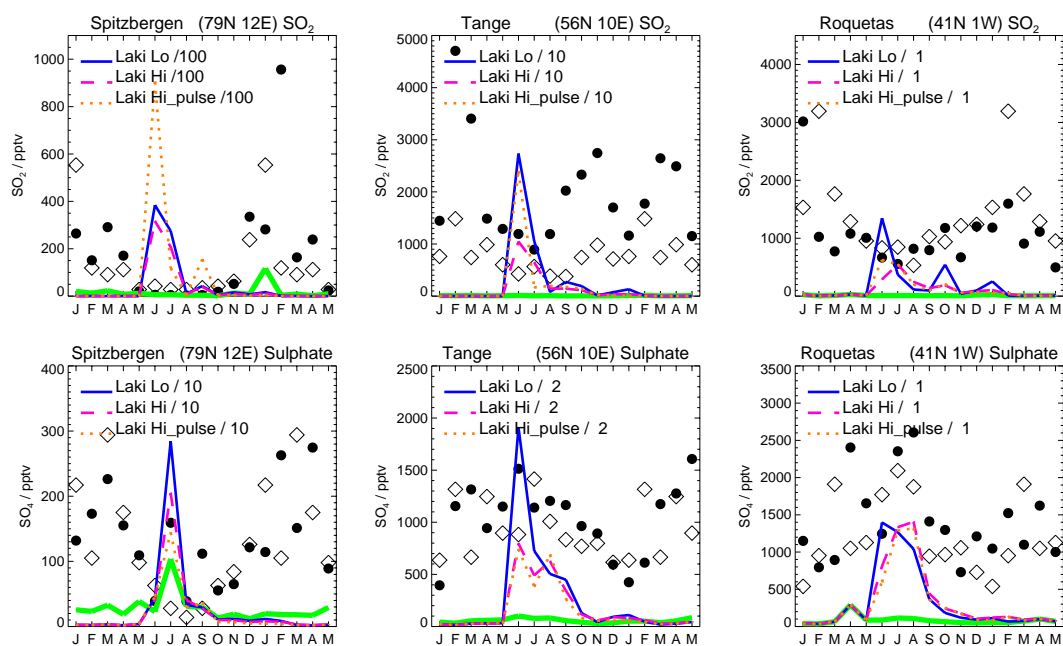 Spitzbergen (79N 12E) SO2
Laki Lo /100
Laki Hi /100
Laki Hi_pulse /100
SO2 / pptv
1000
800
600
400
200
0
J F M A M J J A S O N D J F M A M
Tange (56N 10E) SO2
Laki Lo / 10
Laki Hi / 10
Laki Hi_pulse / 10
SO2 / pptv
5000
4000
3000
2000
1000
0
J F M A M J J A S O N D J F M A M
Roquetas (41N 1W) SO2
Laki Lo / 1
Laki Hi / 1
Laki Hi_pulse / 1
SO2 / pptv
4000
3000
2000
1000
0
J F M A M J J A S O N D J F M A M
Spitzbergen (79N 12E) Sulphate
Laki Lo / 10
Laki Hi / 10
Laki Hi_pulse / 10
SO4 / pptv
400
300
200
100
0
J F M A M J J A S O N D J F M A M
Tange (56N 10E) Sulphate
Laki Lo / 2
Laki Hi / 2
Laki Hi_pulse / 2
SO4 / pptv
2500
2000
1500
1000
500
0
J F M A M J J A S O N D J F M A M
Roquetas (41N 1W) Sulphate
Laki Lo / 1
Laki Hi / 1
Laki Hi_pulse / 1
SO4 / pptv
3500
3000
2500
2000
1500
1000
500
0
J F M A M J J A S O N D J F M A M